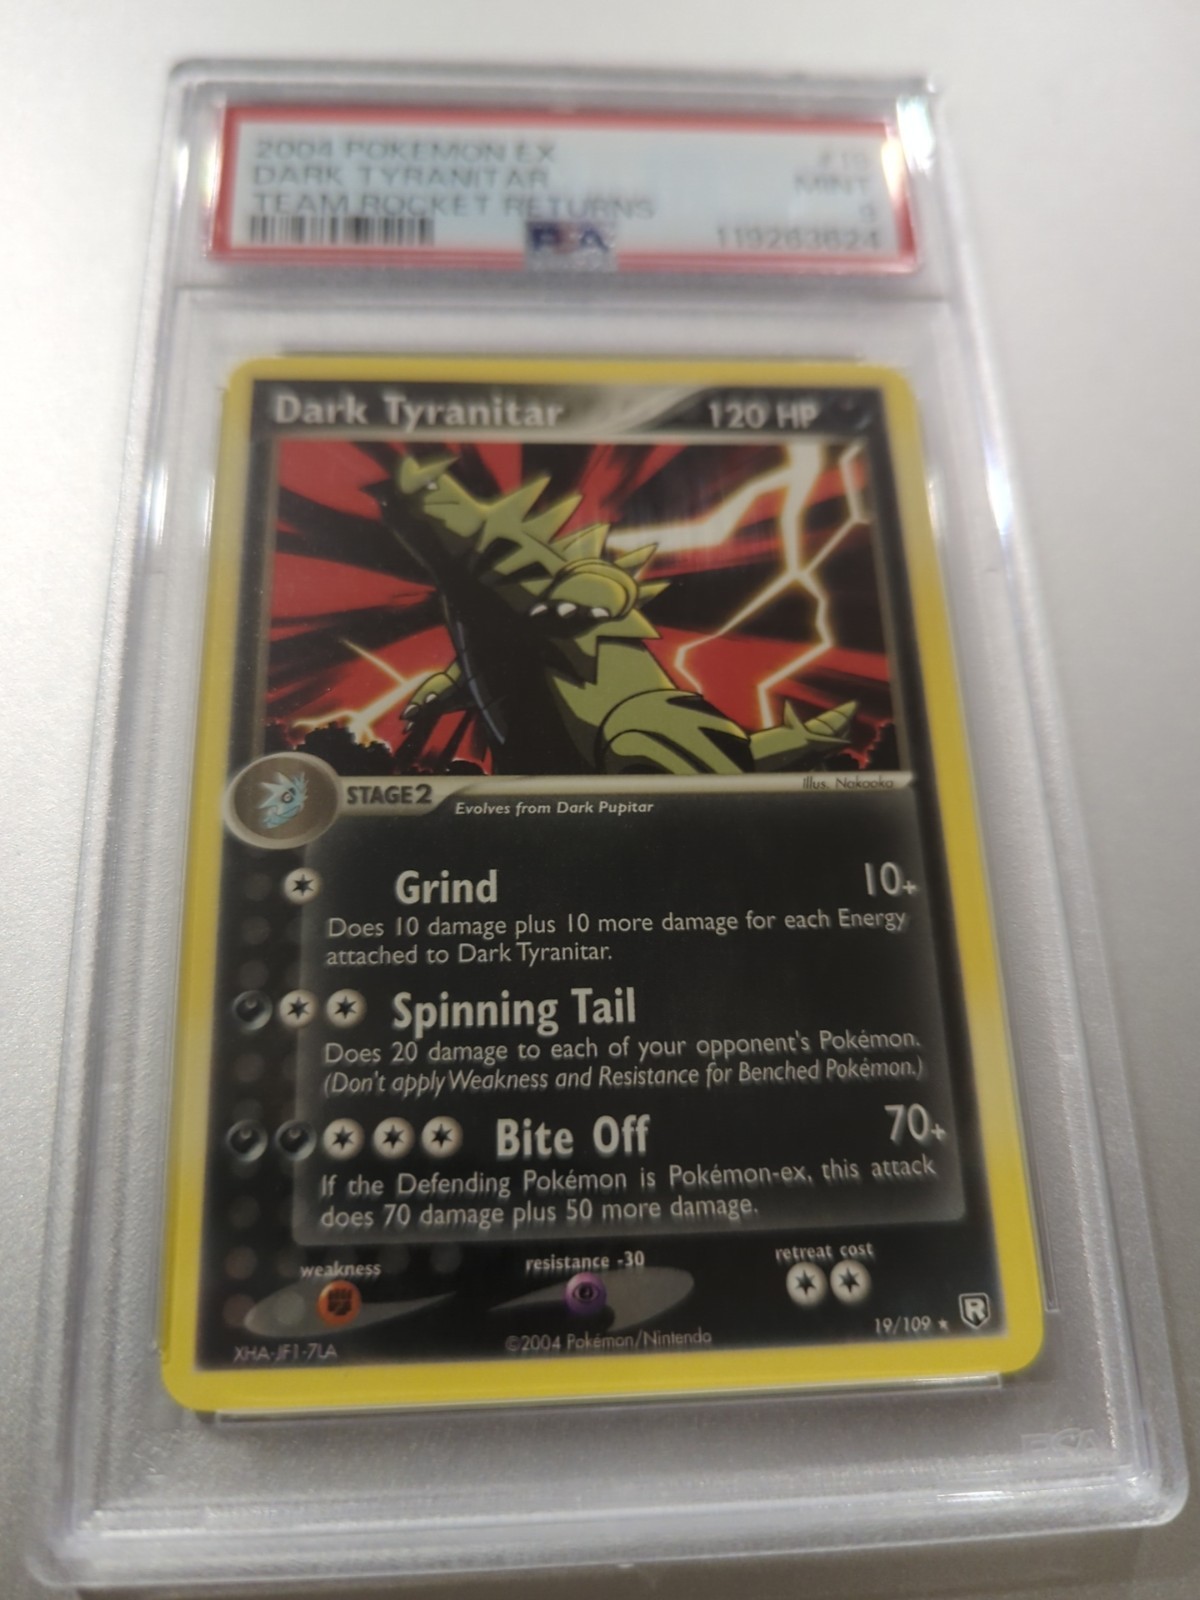 2004 POKEMON EX #19
DARK TYRANITAR MINT
TEAM ROCKET RETURNS 9
PSA 119263624
Dark Tyranitar 120 HP
Illus. Nakaoka
STAGE 2 Evolves from Dark Pupitar
Grind 10+
Does 10 damage plus 10 more damage for each Energy
attached to Dark Tyranitar.
Spinning Tail
Does 20 damage to each of your opponent's Pokémon.
(Don't apply Weakness and Resistance for Benched Pokémon.)
Bite Off 70+
If the Defending Pokémon is Pokémon-ex, this attack
does 70 damage plus 50 more damage.
weakness resistance -30 retreat cost
19/109 ★ R
XHA-JF1-7LA ©2004 Pokémon/Nintendo
PSA